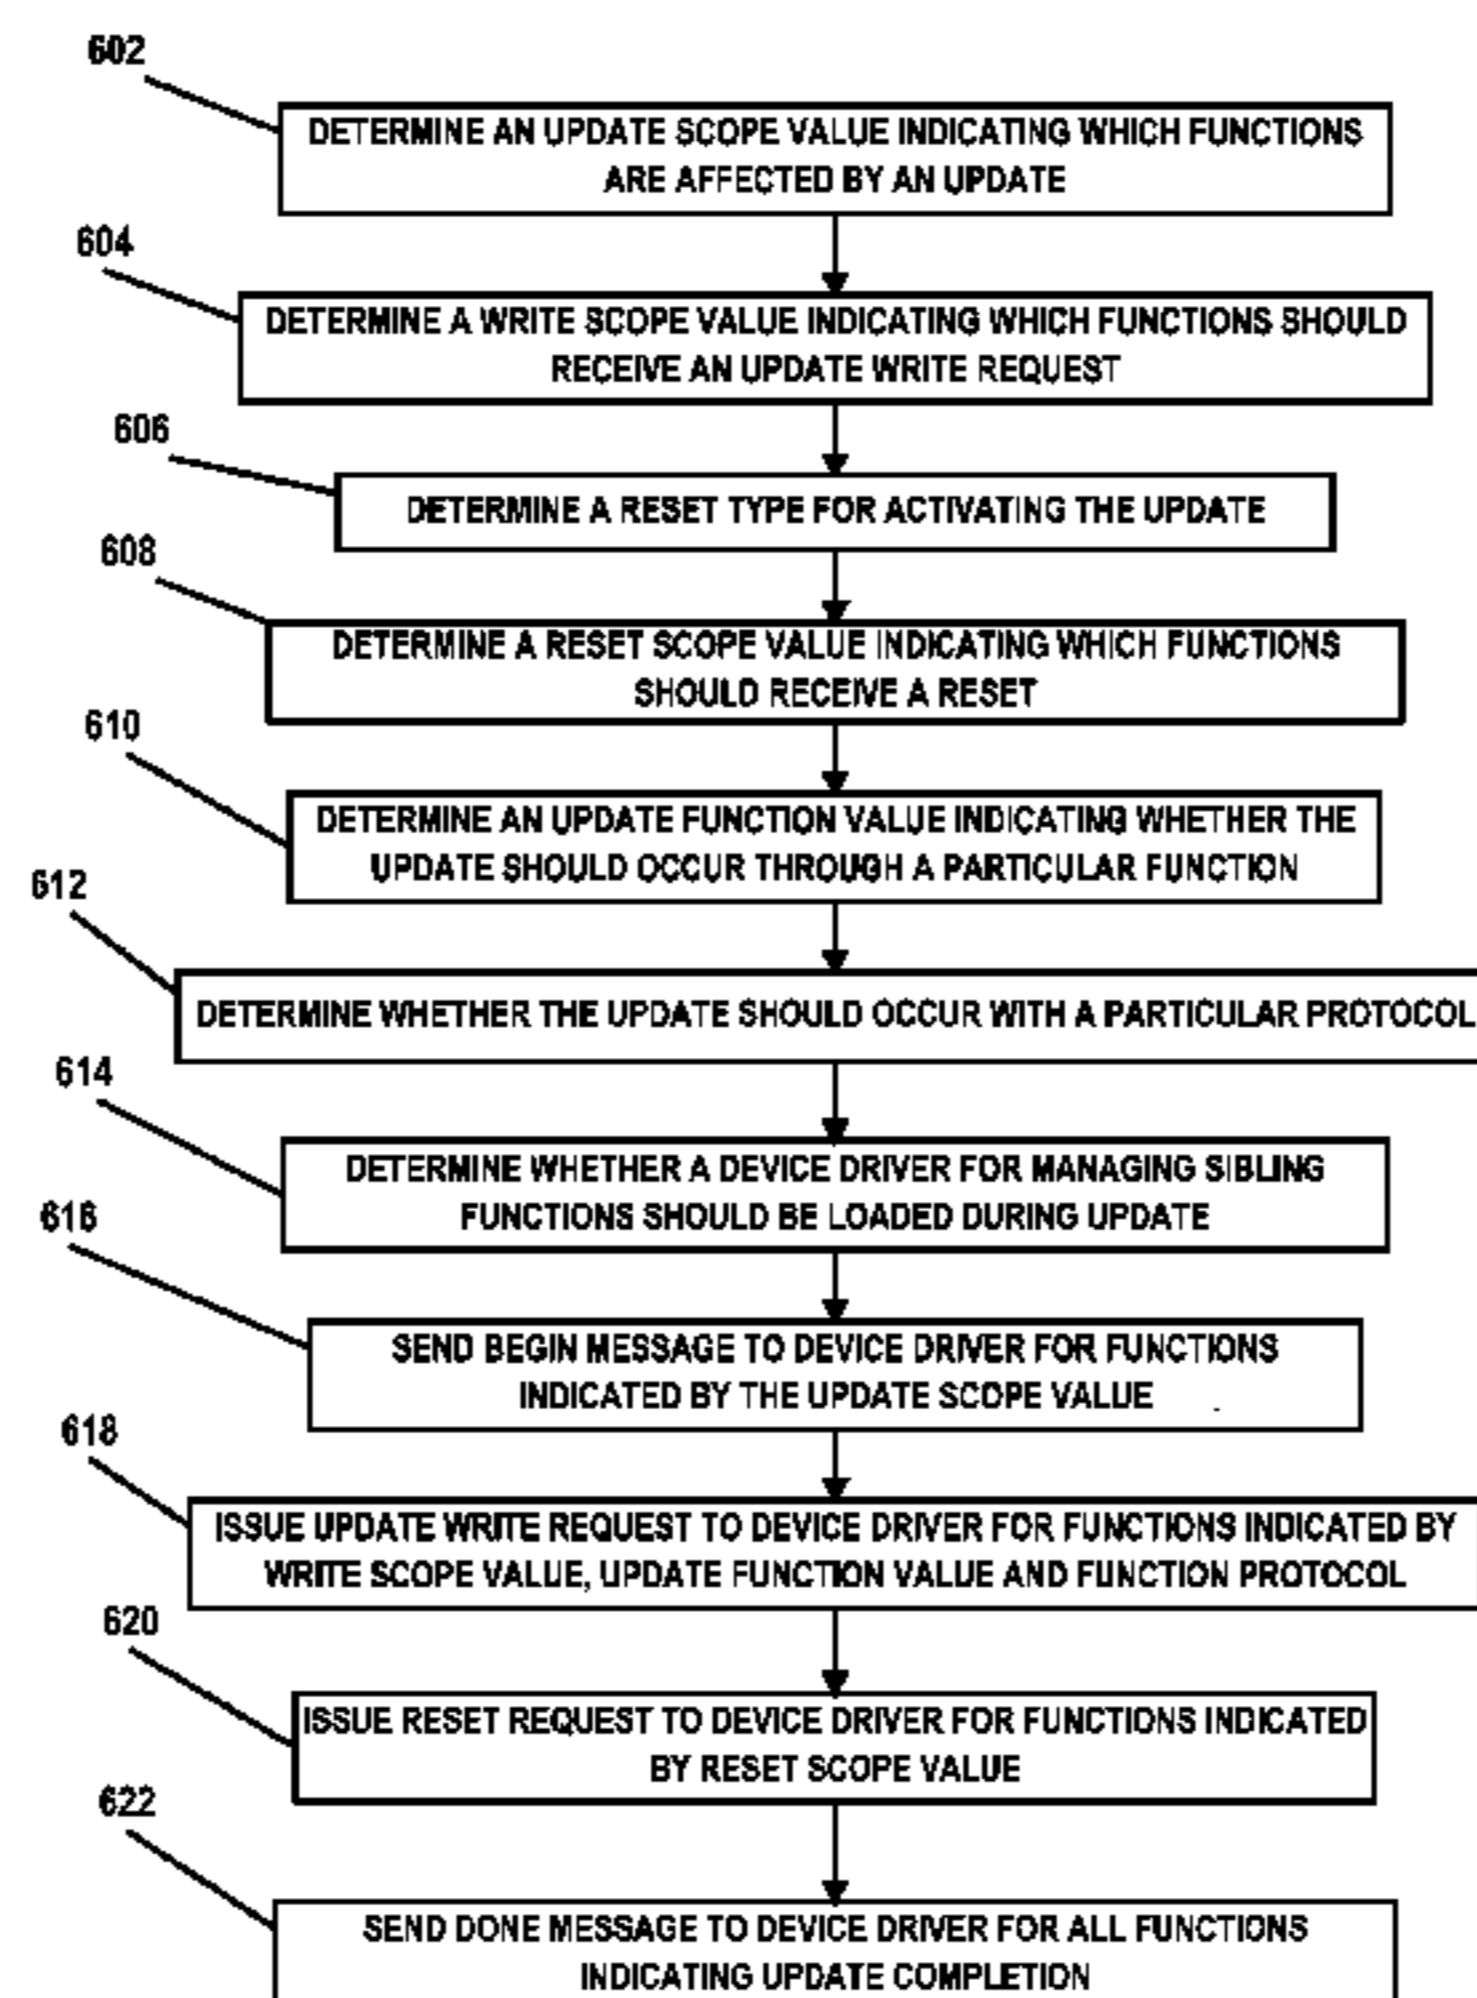 602
DETERMINE AN UPDATE SCOPE VALUE INDICATING WHICH FUNCTIONS
ARE AFFECTED BY AN UPDATE
604
DETERMINE A WRITE SCOPE VALUE INDICATING WHICH FUNCTIONS SHOULD
RECEIVE AN UPDATE WRITE REQUEST
606
DETERMINE A RESET TYPE FOR ACTIVATING THE UPDATE
608
DETERMINE A RESET SCOPE VALUE INDICATING WHICH FUNCTIONS
SHOULD RECEIVE A RESET
610
DETERMINE AN UPDATE FUNCTION VALUE INDICATING WHETHER THE
UPDATE SHOULD OCCUR THROUGH A PARTICULAR FUNCTION
612
DETERMINE WHETHER THE UPDATE SHOULD OCCUR WITH A PARTICULAR PROTOCOL
614
DETERMINE WHETHER A DEVICE DRIVER FOR MANAGING SIBLING
FUNCTIONS SHOULD BE LOADED DURING UPDATE
616
SEND BEGIN MESSAGE TO DEVICE DRIVER FOR FUNCTIONS
INDICATED BY THE UPDATE SCOPE VALUE
618
ISSUE UPDATE WRITE REQUEST TO DEVICE DRIVER FOR FUNCTIONS INDICATED BY
WRITE SCOPE VALUE, UPDATE FUNCTION VALUE AND FUNCTION PROTOCOL
620
ISSUE RESET REQUEST TO DEVICE DRIVER FOR FUNCTIONS INDICATED
BY RESET SCOPE VALUE
622
SEND DONE MESSAGE TO DEVICE DRIVER FOR ALL FUNCTIONS
INDICATING UPDATE COMPLETION